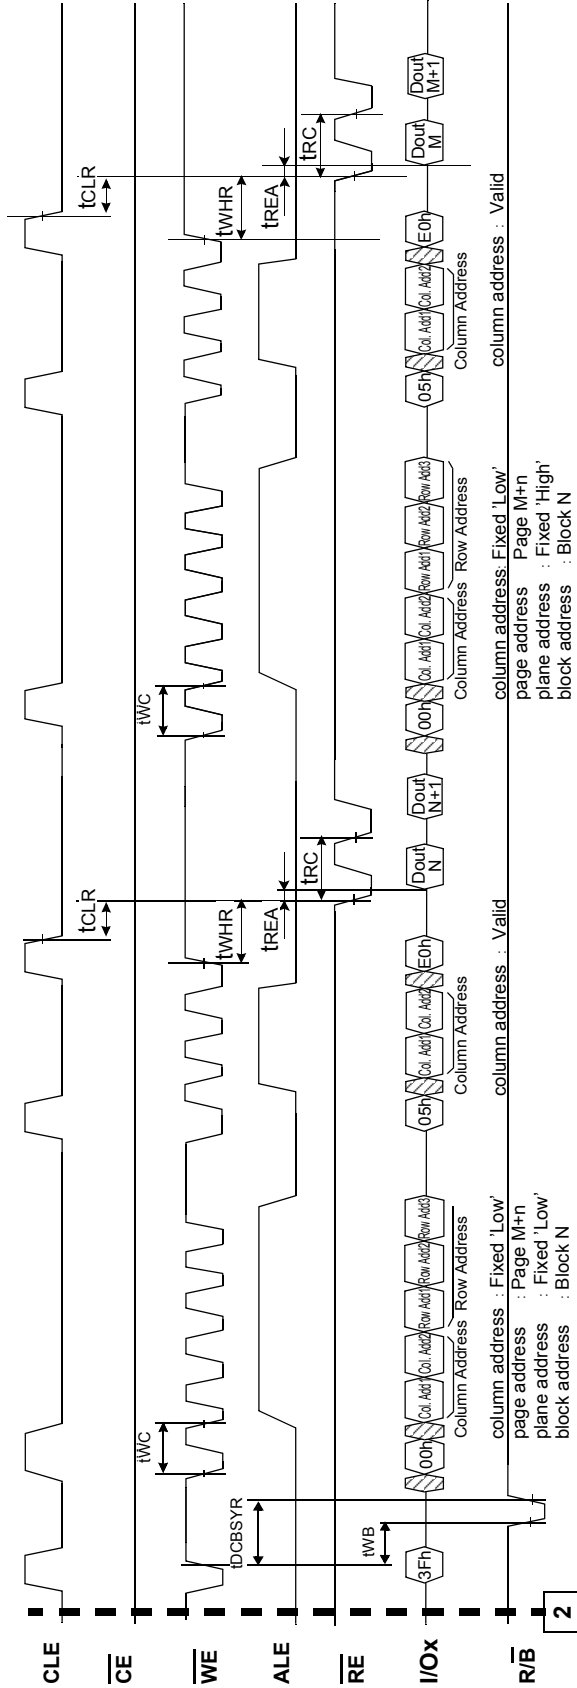 CLE
tCLR
tCLR
CE
WE
tWC
tWHR
tWC
tWHR
ALE
tDCBSYR
tREA
tREA
RE
tWB
tRC
tRC
I/Ox
3Fh
00h
Col. Add1
Col. Add2
Row Add1
Row Add2
Row Add3
05h
Col. Add1
Col. Add2
E0h
Dout N
Dout N+1
00h
Col. Add1
Col. Add2
Row Add1
Row Add2
Row Add3
05h
Col. Add1
Col. Add2
E0h
Dout M
Dout M+1
Column Address
Row Address
Column Address
Column Address
Row Address
Column Address
R/B
column address : Fixed 'Low'
page address : Page M+n
plane address : Fixed 'Low'
block address : Block N
column address : Valid
column address: Fixed 'Low'
page address : Page M+n
plane address : Fixed 'High'
block address : Block N
column address : Valid
2